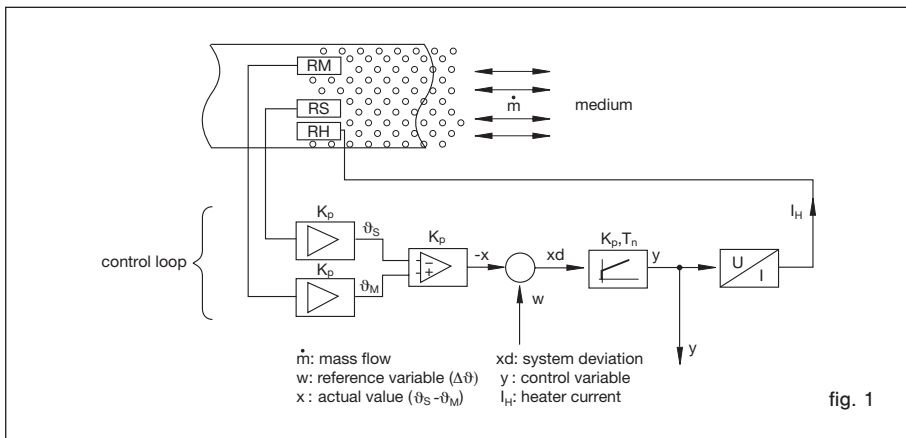 RM
RS
RH
ṁ
medium
I_H
control loop
K_p
ϑ_S
K_p
ϑ_M
K_p
-
+
-x
w
xd
K_p,T_n
y
U
I
y
ṁ: mass flow
w: reference variable (Δϑ)
x : actual value (ϑ_S -ϑ_M)
xd: system deviation
y : control variable
I_H: heater current
fig. 1